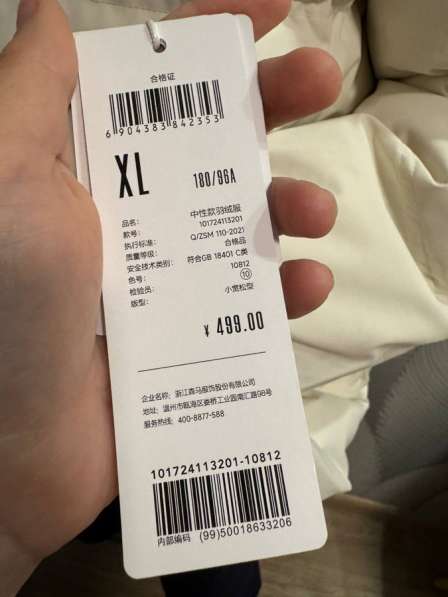 合格证
6 904383 842353
XL 180/96A
品名: 中性款羽绒服
款号: 101724113201
执行标准: Q/ZSM 110-2021
质量等级: 合格品
安全技术类别: 符合GB 18401 C类
色号: 10812
检验员: 10
版型: 小宽松型
¥ 499.00
企业名称: 浙江森马服饰股份有限公司
地址: 温州市瓯海区娄桥工业园南汇路98号
服务热线: 400-8877-588
101724113201-10812
内部编码 (99)50018633206